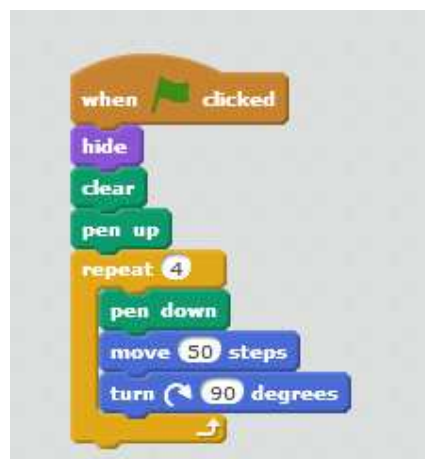 when clicked
hide
clear
pen up
repeat 4
pen down
move 50 steps
turn 90 degrees